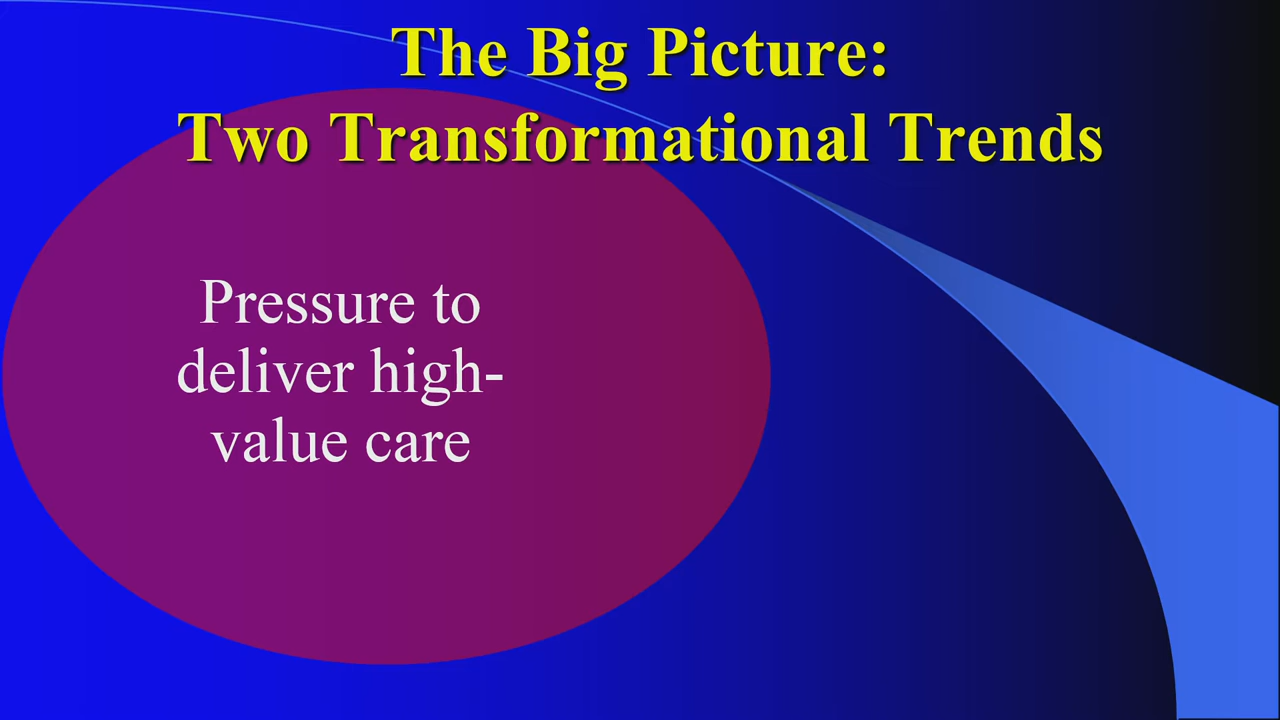 The Big Picture:
Two Transformational Trends
Pressure to
deliver high-
value care